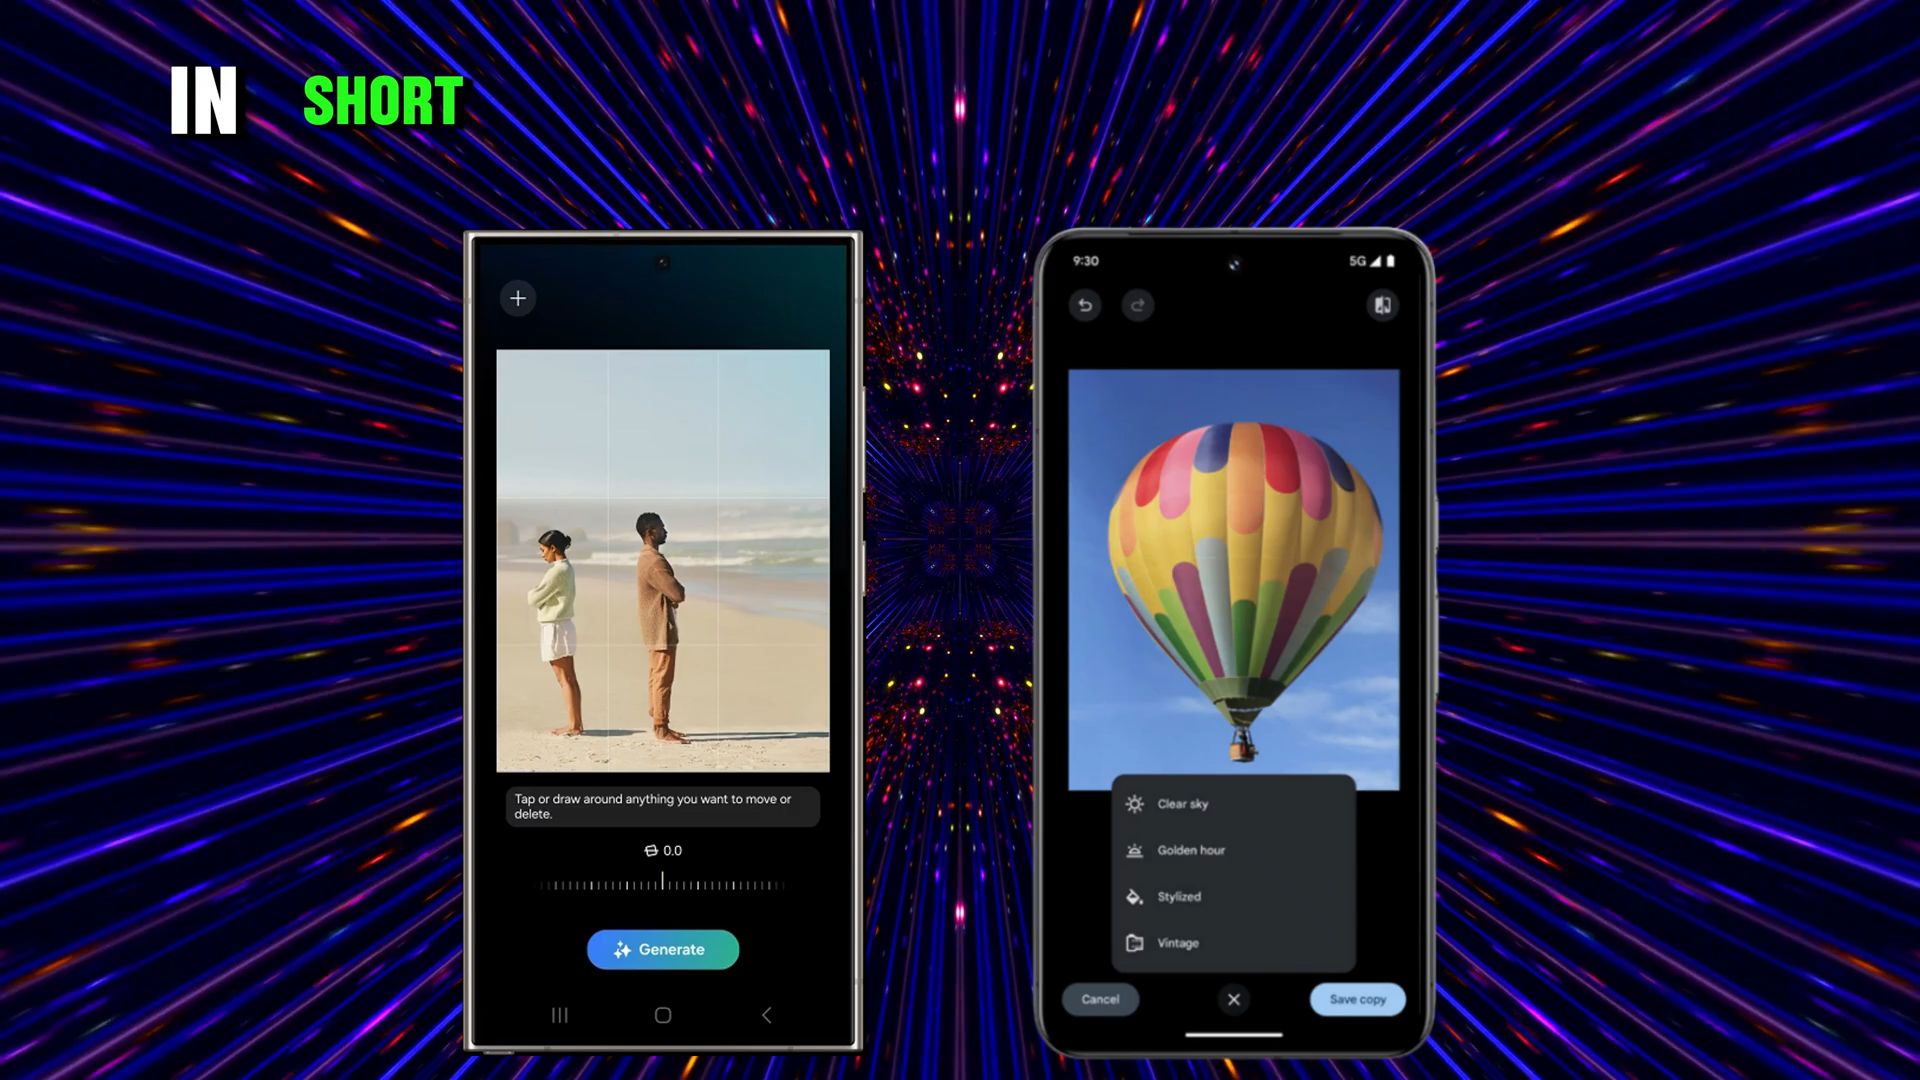 IN SHORT
Tap or draw around anything you want to move or
delete.
0.0
Generate
9:30
5G
Clear sky
Golden hour
Stylized
Vintage
Cancel
Save copy